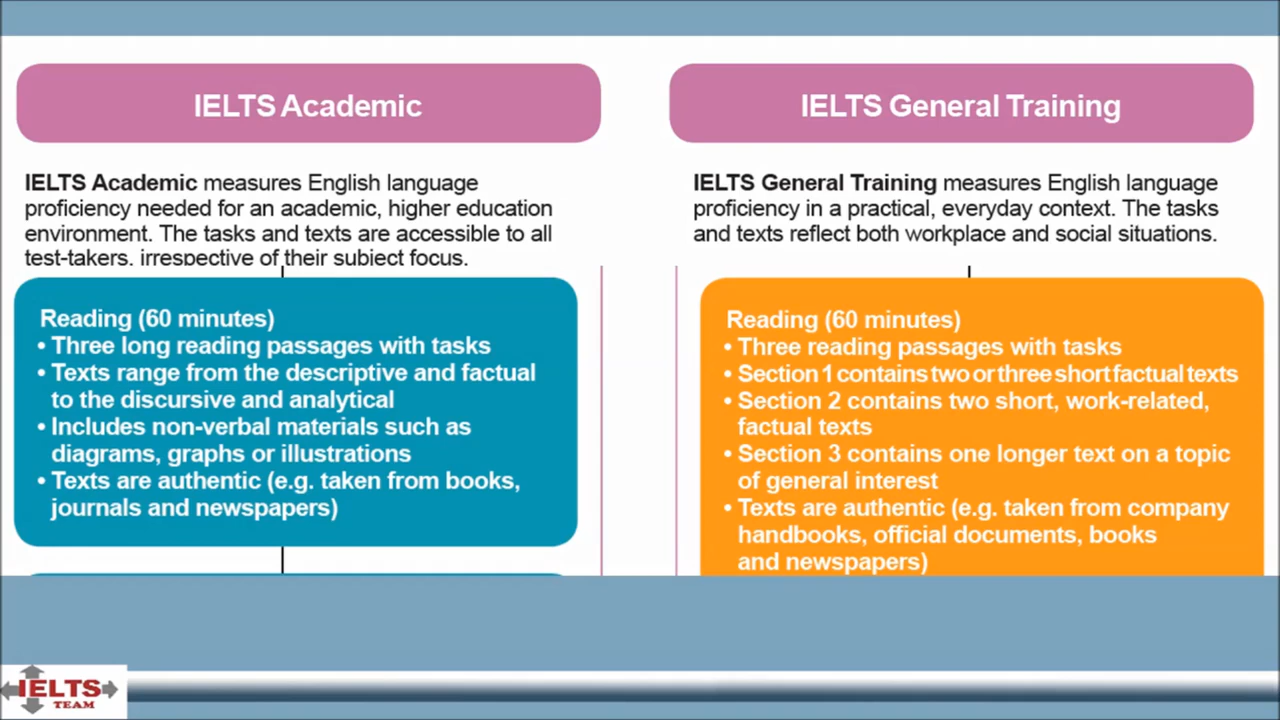 IELTS Academic
IELTS Academic measures English language
proficiency needed for an academic, higher education
environment. The tasks and texts are accessible to all
test-takers, irrespective of their subject focus.
Reading (60 minutes)
• Three long reading passages with tasks
• Texts range from the descriptive and factual
to the discursive and analytical
• Includes non-verbal materials such as
diagrams, graphs or illustrations
• Texts are authentic (e.g. taken from books,
journals and newspapers)
IELTS General Training
IELTS General Training measures English language
proficiency in a practical, everyday context. The tasks
and texts reflect both workplace and social situations.
Reading (60 minutes)
• Three reading passages with tasks
• Section 1 contains two or three short factual texts
• Section 2 contains two short, work-related,
factual texts
• Section 3 contains one longer text on a topic
of general interest
• Texts are authentic (e.g. taken from company
handbooks, official documents, books
and newspapers)
IELTS
TEAM